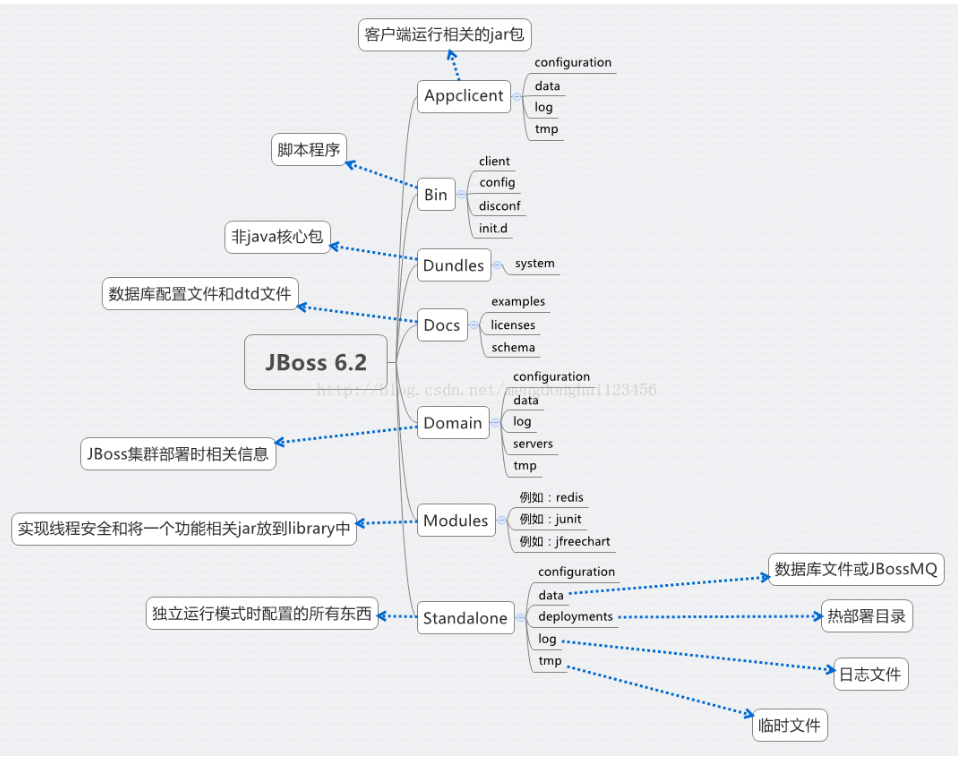 客户端运行相关的jar包
Appclicent
configuration
data
log
tmp
脚本程序
Bin
client
config
disconf
init.d
非java核心包
Dundles
system
数据库配置文件和dtd文件
Docs
examples
licenses
schema
JBoss 6.2
Domain
configuration
data
log
servers
tmp
JBoss集群部署时相关信息
Modules
例如：redis
例如：junit
例如：jfreechart
实现线程安全和将一个功能相关jar放到library中
Standalone
configuration
data
deployments
log
tmp
独立运行模式时配置的所有东西
数据库文件或JBossMQ
热部署目录
日志文件
临时文件